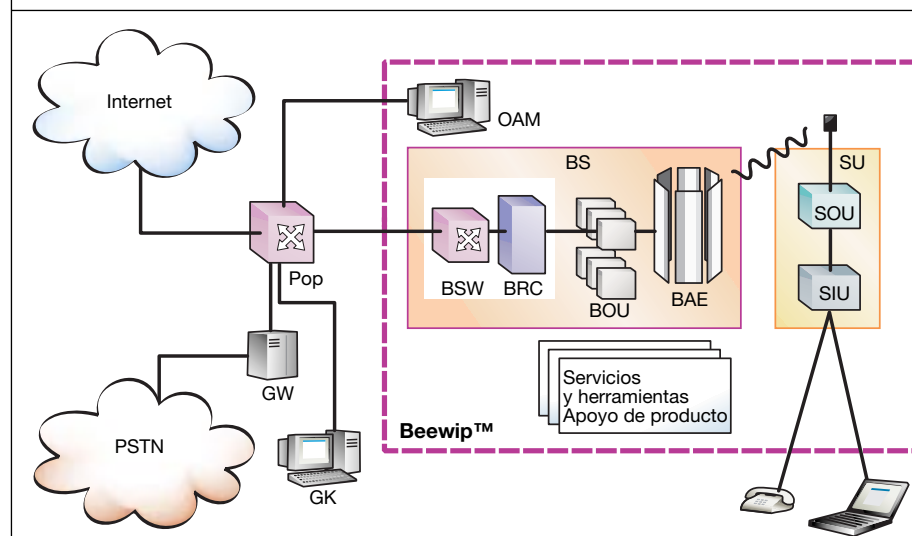 Internet
OAM
BS
SU
SOU
Pop
BSW
BRC
BOU
BAE
SIU
GW
Servicios
y herramientas
Apoyo de producto
Beewip™
PSTN
GK